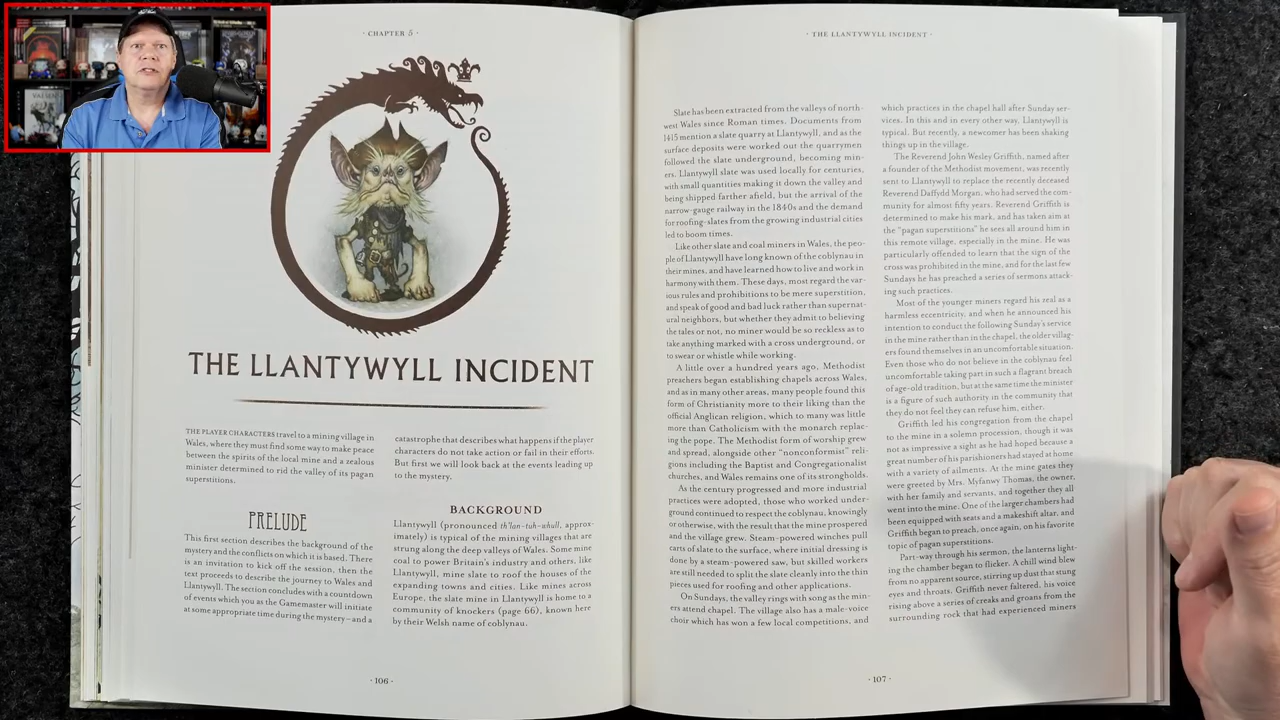 · CHAPTER 5 ·
THE LLANTYWYLL INCIDENT
THE PLAYER CHARACTERS travel to a mining village in
Wales, where they must find some way to make peace
between the spirits of the local mine and a zealous
minister determined to rid the valley of its pagan
superstitions.
PRELUDE
This first section describes the background of the
mystery and the conflicts on which it is based. There
is an invitation to kick off the session, then the
text proceeds to describe the journey to Wales and
Llantywyll. The section concludes with a countdown
of events which you as the Gamemaster will initiate
at some appropriate time during the mystery – and a
catastrophe that describes what happens if the player
characters do not take action or fail in their efforts.
But first we will look back at the events leading up
to the mystery.
BACKGROUND
Llantywyll (pronounced th'lan-tuh-whull, approx-
imately) is typical of the mining villages that are
strung along the deep valleys of Wales. Some mine
coal to power Britain's industry and others, like
Llantywyll, mine slate to roof the houses of the
expanding towns and cities. Like mines across
Europe, the slate mine in Llantywyll is home to a
community of knockers (page 66), known here
by their Welsh name of coblynau.
· 106 ·
· THE LLANTYWYLL INCIDENT ·
Slate has been extracted from the valleys of north-
west Wales since Roman times. Documents from
1415 mention a slate quarry at Llantywyll, and as the
surface deposits were worked out the quarrymen
followed the slate underground, becoming min-
ers. Llantywyll slate was used locally for centuries,
with small quantities making it down the valley and
being shipped farther afield, but the arrival of the
narrow-gauge railway in the 1840s and the demand
for roofing-slates from the growing industrial cities
led to boom times.
Like other slate and coal miners in Wales, the peo-
ple of Llantywyll have long known of the coblynau in
their mines, and have learned how to live and work in
harmony with them. These days, most regard the var-
ious rules and prohibitions to be mere superstition,
and speak of good and bad luck rather than supernat-
ural neighbors, but whether they admit to believing
the tales or not, no miner would be so reckless as to
take anything marked with a cross underground, or
to swear or whistle while working.
A little over a hundred years ago, Methodist
preachers began establishing chapels across Wales,
and as in many other areas, many people found this
form of Christianity more to their liking than the
official Anglican religion, which to many was little
more than Catholicism with the monarch replac-
ing the pope. The Methodist form of worship grew
and spread, alongside other "nonconformist" reli-
gions including the Baptist and Congregationalist
churches, and Wales remains one of its strongholds.
As the century progressed and more industrial
practices were adopted, those who worked under-
ground continued to respect the coblynau, knowingly
or otherwise, with the result that the mine prospered
and the village grew. Steam-powered winches pull
carts of slate to the surface, where initial dressing is
done by a steam-powered saw, but skilled workers
are still needed to split the slate cleanly into the thin
pieces used for roofing and other applications.
On Sundays, the valley rings with song as the min-
ers attend chapel. The village also has a male-voice
choir which has won a few local competitions, and
which practices in the chapel hall after Sunday ser-
vices. In this and in every other way, Llantywyll is
typical. But recently, a newcomer has been shaking
things up in the village.
The Reverend John Wesley Griffith, named after
a founder of the Methodist movement, was recently
sent to Llantywyll to replace the recently deceased
Reverend Daffydd Morgan, who had served the com-
munity for almost fifty years. Reverend Griffith is
determined to make his mark, and has taken aim at
the "pagan superstitions" he sees all around him in
this remote village, especially in the mine. He was
particularly offended to learn that the sign of the
cross was prohibited in the mine, and for the last few
Sundays he has preached a series of sermons attack-
ing such practices.
Most of the younger miners regard his zeal as a
harmless eccentricity, and when he announced his
intention to conduct the following Sunday's service
in the mine rather than in the chapel, the older villag-
ers found themselves in an uncomfortable situation.
Even those who do not believe in the coblynau feel
uncomfortable taking part in such a flagrant breach
of age-old tradition, but at the same time the minister
is a figure of such authority in the community that
they do not feel they can refuse him, either.
Griffith led his congregation from the chapel
to the mine in a solemn procession, though it was
not as impressive a sight as he had hoped because a
great number of his parishioners had stayed at home
with a variety of ailments. At the mine gates they
were greeted by Mrs. Myfanwy Thomas, the owner,
with her family and servants, and together they all
went into the mine. One of the larger chambers had
been equipped with seats and a makeshift altar, and
Griffith began to preach, once again, on his favorite
topic of pagan superstitions.
Part-way through his sermon, the lanterns light-
ing the chamber began to flicker. A chill wind blew
from no apparent source, stirring up dust that stung
eyes and throats. Griffith never faltered, his voice
rising above a series of creaks and groans from the
surrounding rock that had experienced miners
· 107 ·